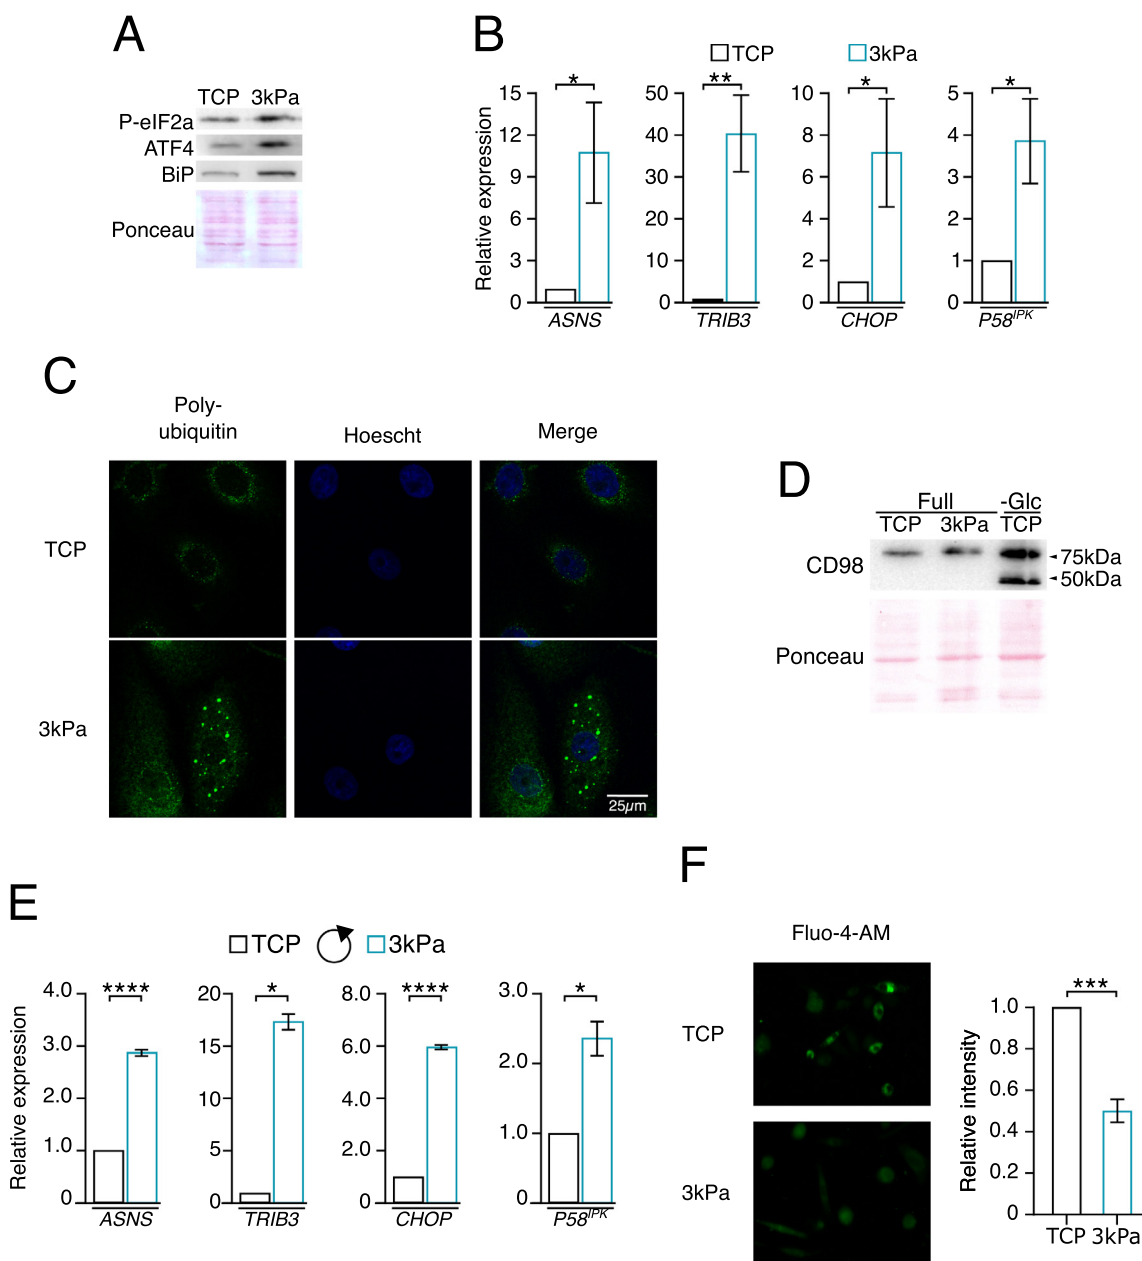 A
TCP 3kPa
P-eIF2a
ATF4
BiP
Ponceau
B
TCP 3kPa
Relative expression
* ** * *
15 50 10 5
12 40 8 4
9 30 6 3
6 20 4 2
3 10 2 1
0 0 0 0
ASNS TRIB3 CHOP P58IPK
C
Poly-
ubiquitin Hoescht Merge
TCP
3kPa
25µm
D
Full -Glc
TCP 3kPa TCP
CD98
75kDa
50kDa
Ponceau
E
TCP 3kPa
Relative expression
**** * **** *
4.0 20 8.0 3.0
3.0 15 6.0 2.0
2.0 10 4.0 1.0
1.0 5 2.0 0
0 0 0
ASNS TRIB3 CHOP P58IPK
F
Fluo-4-AM
TCP
3kPa
Relative intensity
***
1.0
0.8
0.6
0.4
0.2
0
TCP 3kPa